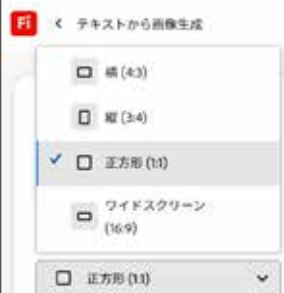 Fi
テキストから画像生成
横 (4:3)
縦 (3:4)
正方形 (1:1)
ワイドスクリーン
(16:9)
正方形 (1:1)